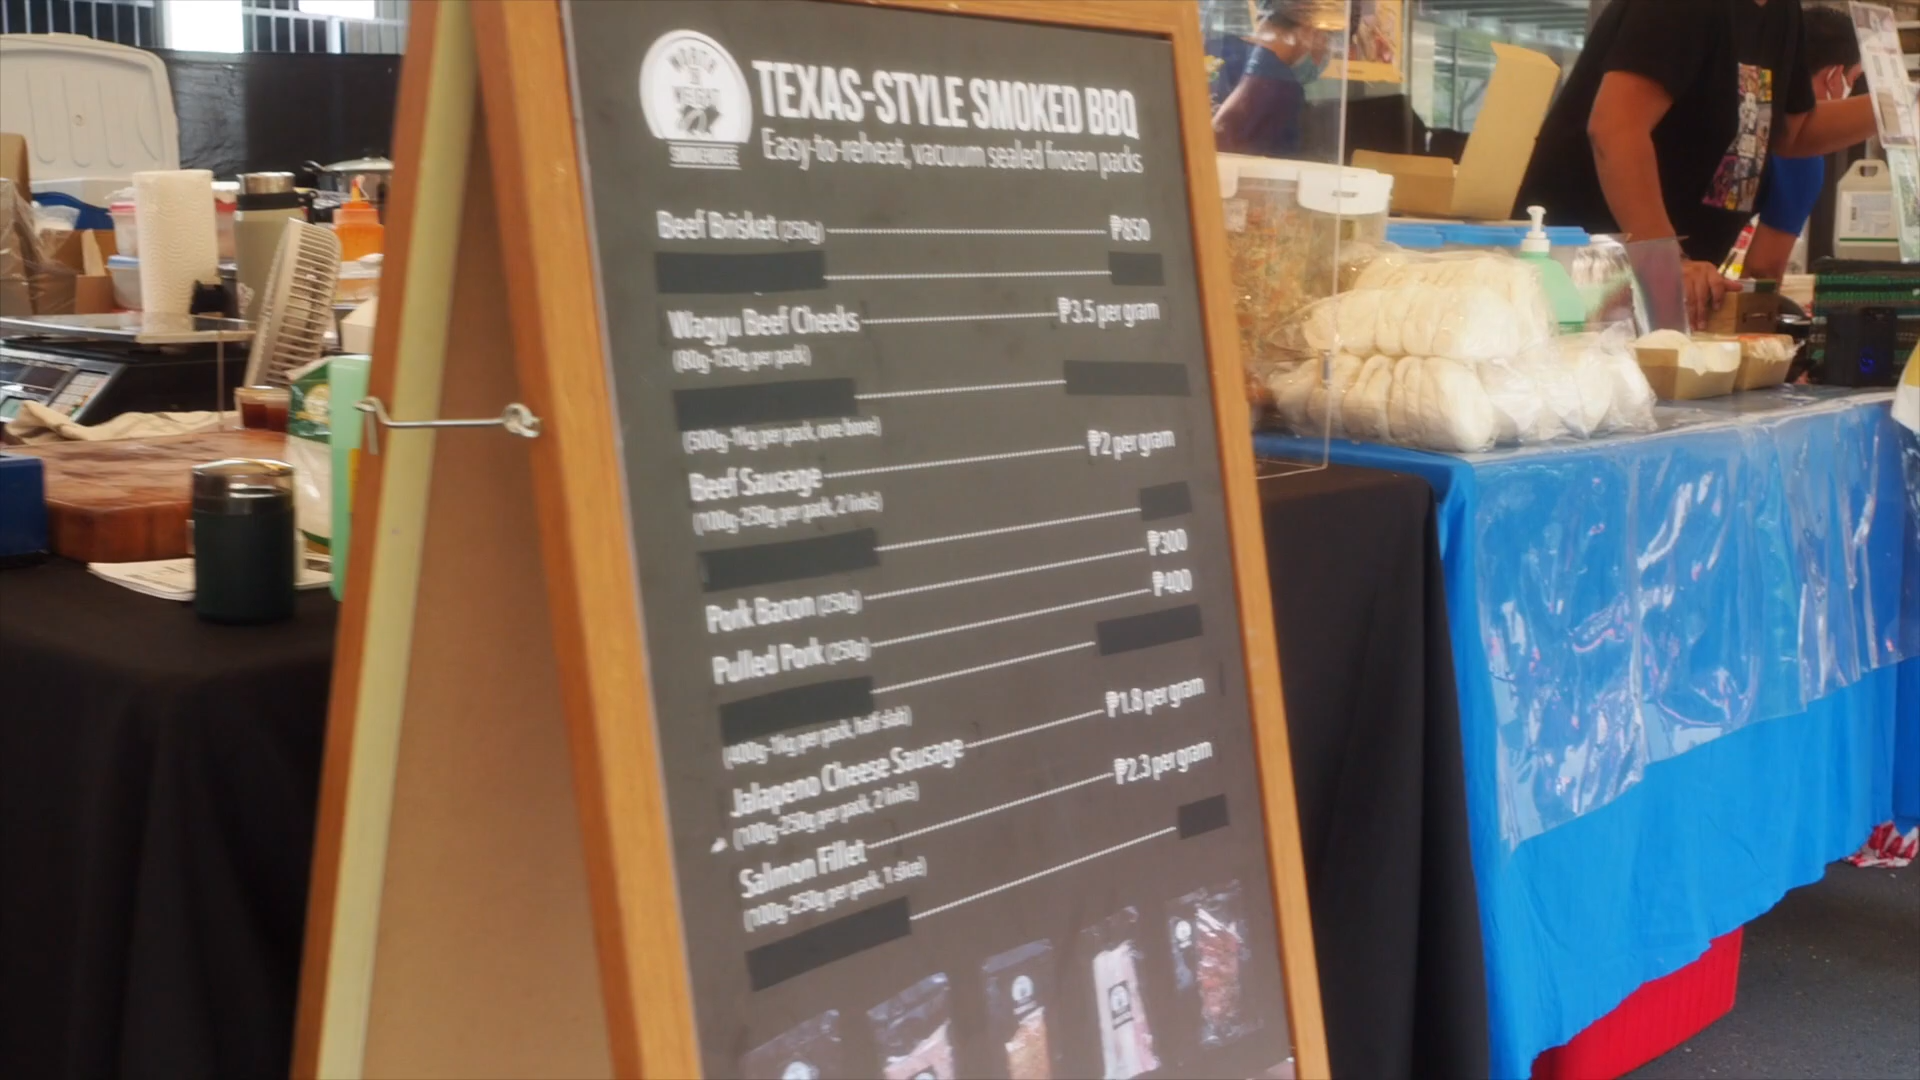 WORTH
D'
WEIGHT
SMOKEHOUSE
TEXAS-STYLE SMOKED BBQ
Easy-to-reheat, vacuum sealed frozen packs
Beef Brisket (250g) ₱850
Wagyu Beef Cheeks ₱3.5 per gram
(80g-150g per pack)
(500g-1kg per pack, one bone)
Beef Sausage ₱2 per gram
(100g-250g per pack, 2 links)
Pork Bacon (250g) ₱300
Pulled Pork (250g) ₱400
(400g-1kg per pack, half slab)
Jalapeno Cheese Sausage ₱1.8 per gram
(100g-250g per pack, 2 links)
Salmon Fillet ₱2.3 per gram
(100g-250g per pack, 1 slice)